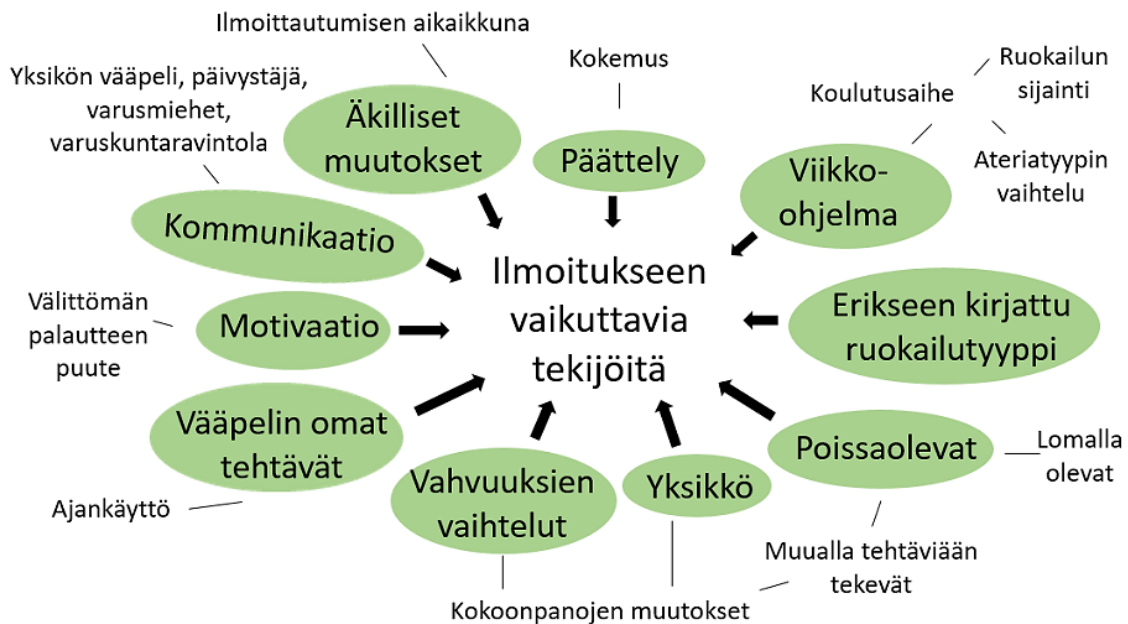 Ilmoittautumisen aikaikkuna
Yksikön vääpeli, päivystäjä,
varusmiehet,
varuskuntaravintola
Äkilliset
muutokset
Kokemus
Päättely
Koulutusaihe
Ruokailun
sijainti
Ateriatyypin
vaihtelu
Viikko-
ohjelma
Kommunikaatio
Ilmoitukseen
vaikuttavia
tekijöitä
Välittömän
palautteen
puute
Motivaatio
Erikseen kirjattu
ruokailutyyppi
Vääpelin omat
tehtävät
Ajankäyttö
Vahvuuksien
vaihtelut
Yksikkö
Poissaolevat
Lomalla
olevat
Muualla tehtäviään
tekevät
Kokoonpanojen muutokset